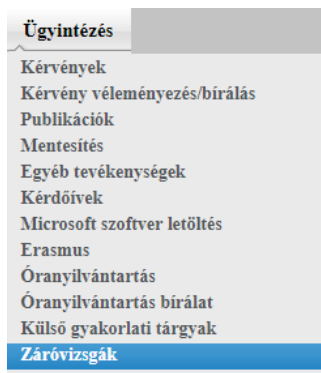 Ügyintézés
Kérvények
Kérvény véleményezés/bírálás
Publikációk
Mentesítés
Egyéb tevékenységek
Kérdőívek
Microsoft szoftver letöltés
Erasmus
Óranyilvántartás
Óranyilvántartás bírálat
Külső gyakorlati tárgyak
Záróvizsgák